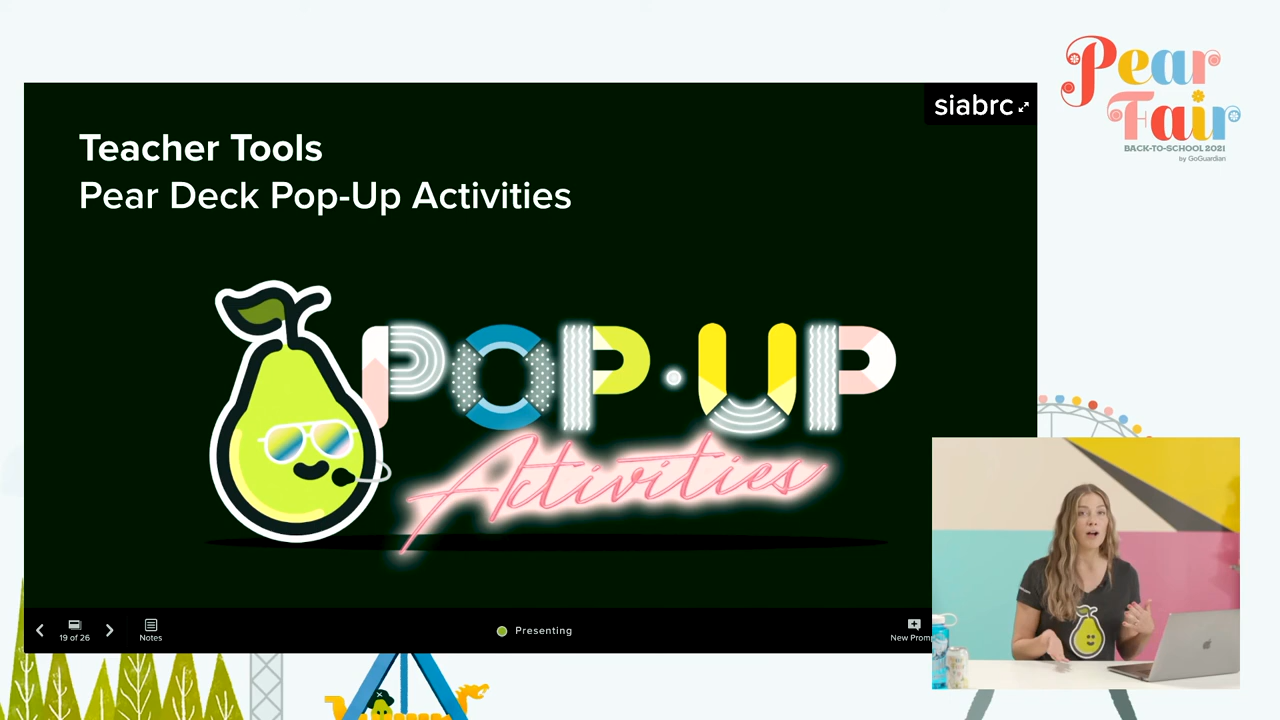 Pear
Fair
BACK-TO-SCHOOL 2021
by GoGuardian
siabrc
Teacher Tools
Pear Deck Pop-Up Activities
POP·UP
Activities
19 of 26
Notes
Presenting
New Prom